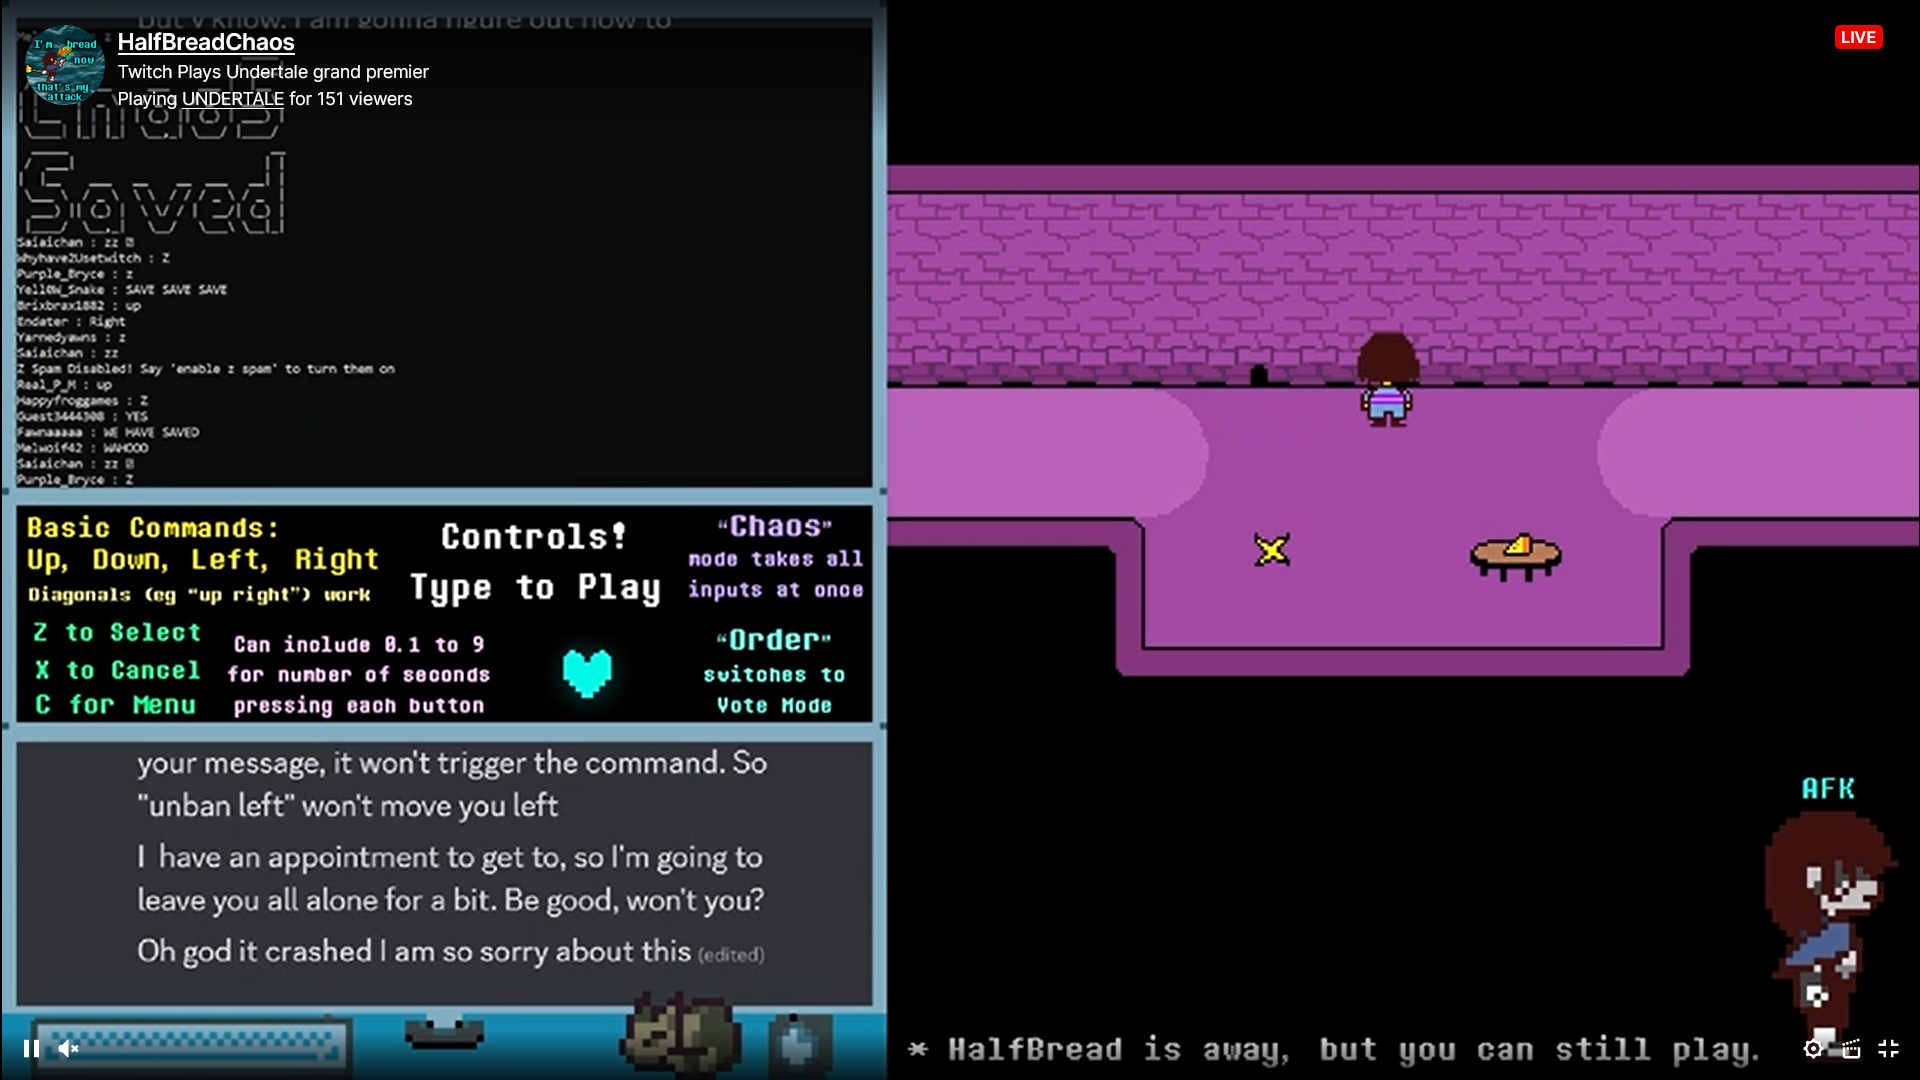 but y'know. I am gonna figure out how to
I'm bread
now
that's my
attack
HalfBreadChaos
Twitch Plays Undertale grand premier
Playing UNDERTALE for 151 viewers
LIVE
Chaos
Saved
Saiaichan : zz
Whyhave2Usetwitch : Z
Purple_Bryce : z
Yell0W_Snake : SAVE SAVE SAVE
Brixbrax1882 : up
Endater : Right
Yarnedyawns : z
Saiaichan : zz
Z Spam Disabled! Say 'enable z spam' to turn them on
Real_P_M : up
Happyfroggames : Z
Guest3444308 : YES
Fawnaaaaa : WE HAVE SAVED
Melwoif42 : WAHOOO
Saiaichan : zz
Purple_Bryce : Z
Basic Commands:
Up, Down, Left, Right
Diagonals (eg "up right") work
Z to Select
X to Cancel
C for Menu
Can include 0.1 to 9
for number of seconds
pressing each button
Controls!
Type to Play
"Chaos"
mode takes all
inputs at once
"Order"
switches to
Vote Mode
your message, it won't trigger the command. So
"unban left" won't move you left
I have an appointment to get to, so I'm going to
leave you all alone for a bit. Be good, won't you?
Oh god it crashed I am so sorry about this (edited)
AFK
* HalfBread is away, but you can still play.